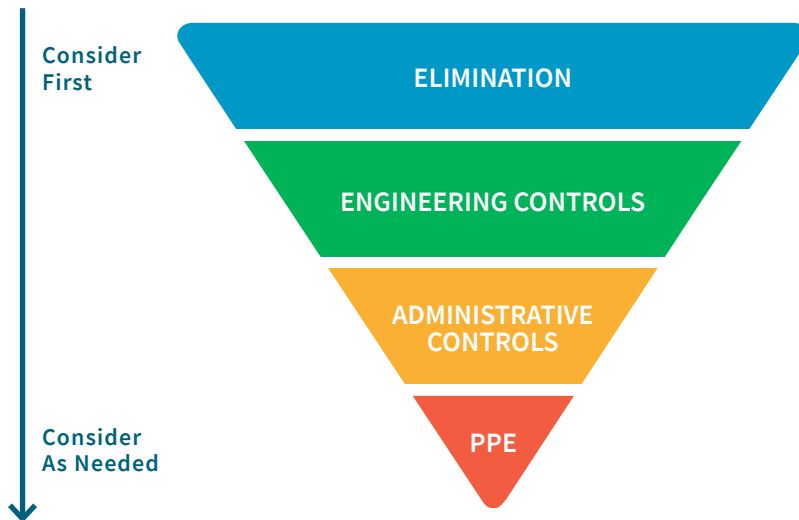 Consider
First
ELIMINATION
ENGINEERING CONTROLS
ADMINISTRATIVE
CONTROLS
Consider
As Needed
PPE